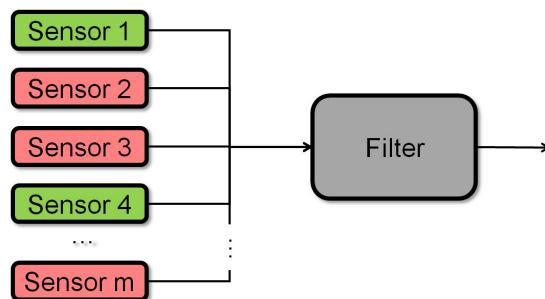 Sensor 1
Sensor 2
Sensor 3
Filter
Sensor 4
...
...
Sensor m